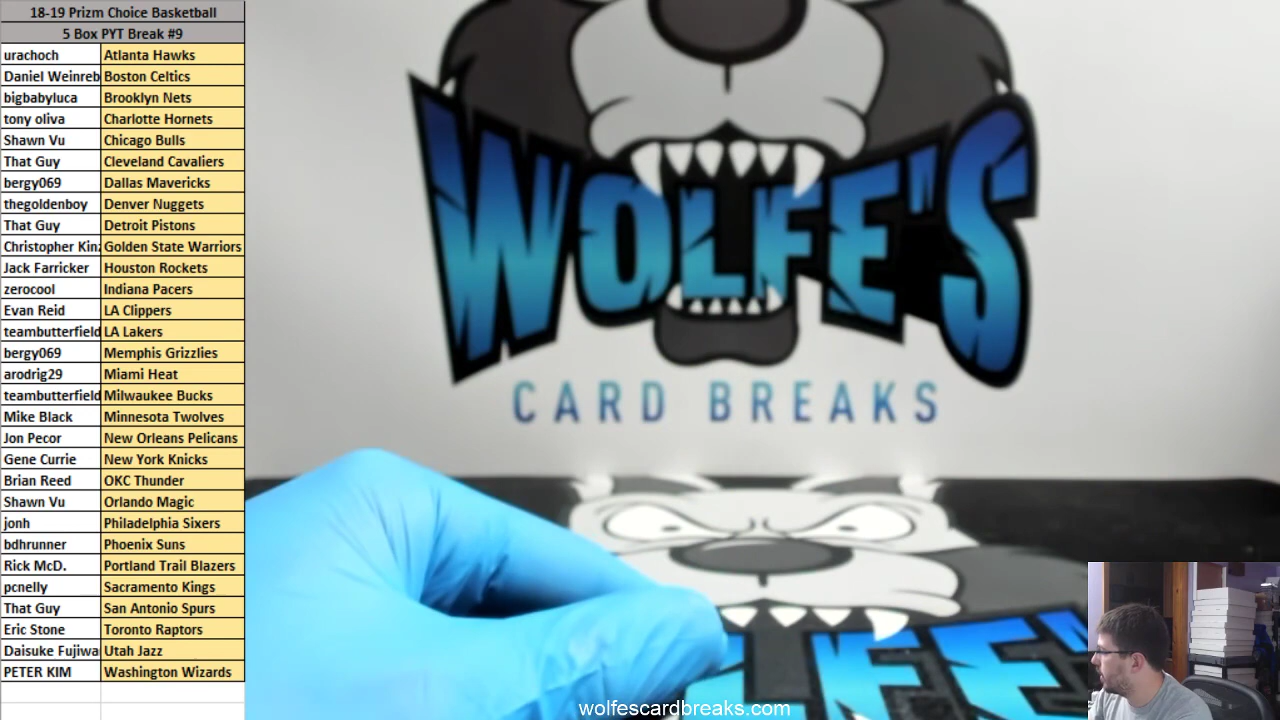 18-19 Prizm Choice Basketball
5 Box PYT Break #9
urachoch Atlanta Hawks
Daniel Weinreb Boston Celtics
bigbabyluca Brooklyn Nets
tony oliva Charlotte Hornets
Shawn Vu Chicago Bulls
That Guy Cleveland Cavaliers
bergy069 Dallas Mavericks
thegoldenboy Denver Nuggets
That Guy Detroit Pistons
Christopher Kinz Golden State Warriors
Jack Farricker Houston Rockets
zerocool Indiana Pacers
Evan Reid LA Clippers
teambutterfield LA Lakers
bergy069 Memphis Grizzlies
arodrig29 Miami Heat
teambutterfield Milwaukee Bucks
Mike Black Minnesota Twolves
Jon Pecor New Orleans Pelicans
Gene Currie New York Knicks
Brian Reed OKC Thunder
Shawn Vu Orlando Magic
jonh Philadelphia Sixers
bdhrunner Phoenix Suns
Rick McD. Portland Trail Blazers
pcnelly Sacramento Kings
That Guy San Antonio Spurs
Eric Stone Toronto Raptors
Daisuke Fujiwa Utah Jazz
PETER KIM Washington Wizards
WOLFE'S
CARD BREAKS
LFE'
wolfescardbreaks.com